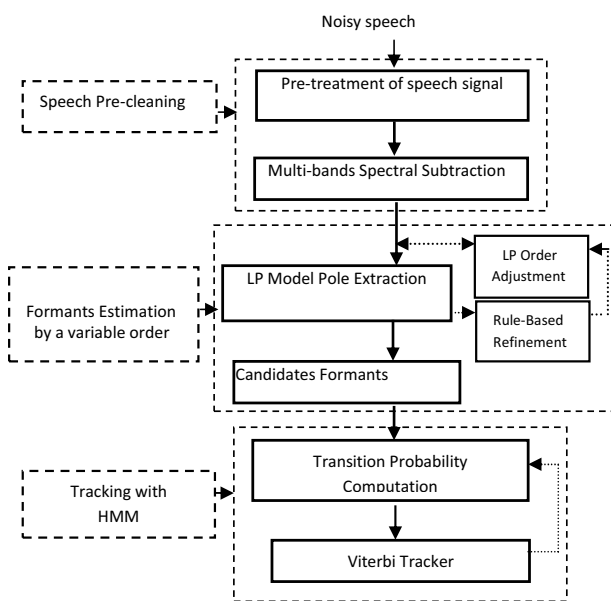 Noisy speech
Speech Pre-cleaning
Pre-treatment of speech signal
Multi-bands Spectral Subtraction
Formants Estimation
by a variable order
LP Model Pole Extraction
LP Order
Adjustment
Rule-Based
Refinement
Candidates Formants
Tracking with
HMM
Transition Probability
Computation
Viterbi Tracker